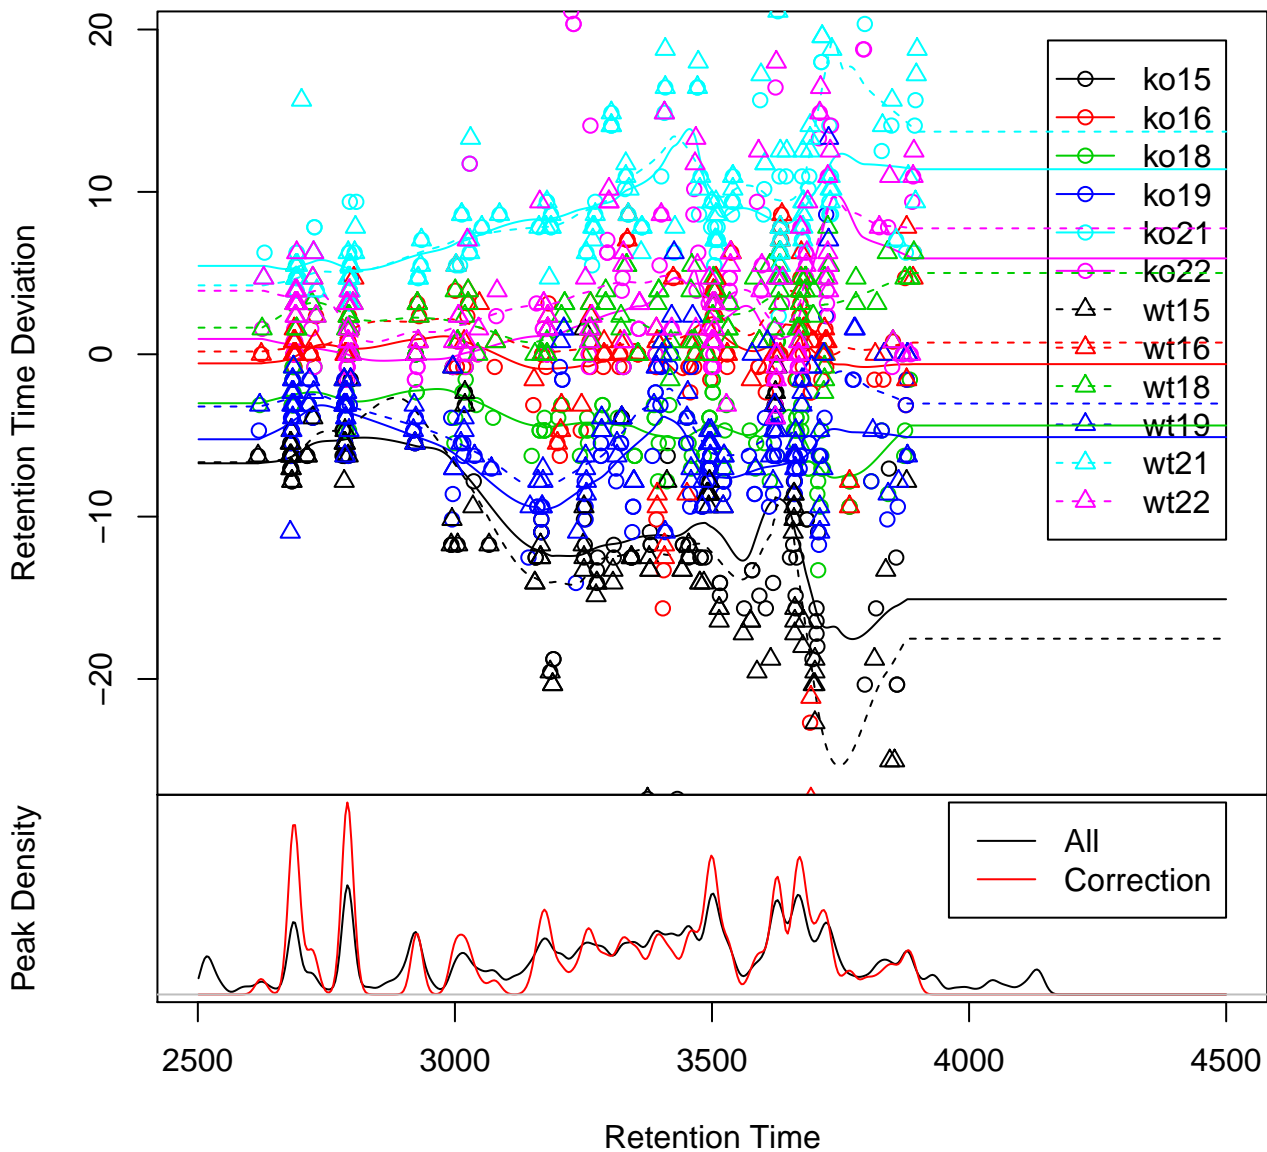 20
10
0
−10
−20
Retention Time Deviation
ko15
ko16
ko18
ko19
ko21
ko22
wt15
wt16
wt18
wt19
wt21
wt22
Peak Density
All
Correction
2500 3000 3500 4000 4500
Retention Time